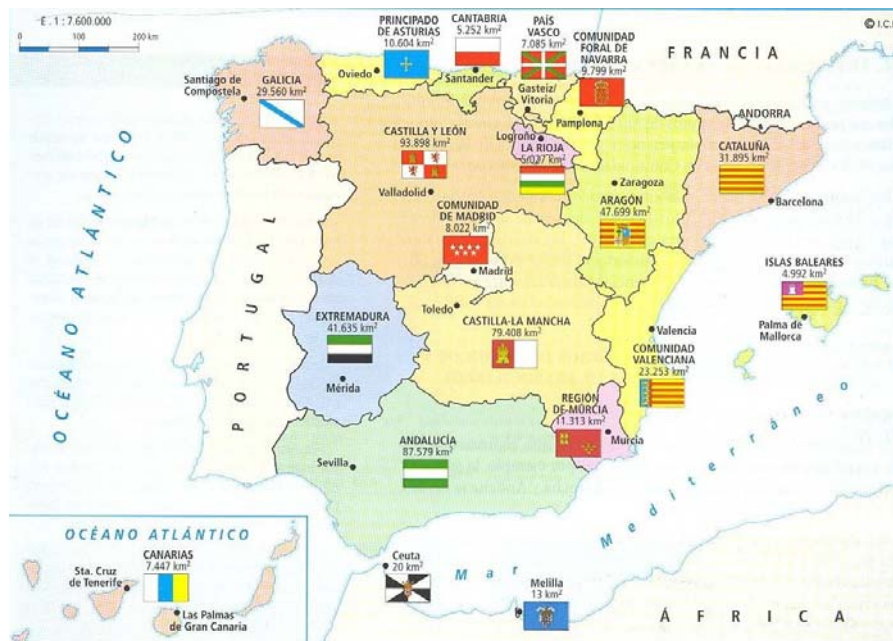 E. 1 : 7.600.000
0 100 200 km
© I.C.
PRINCIPADO
DE ASTURIAS
10.604 km²
Oviedo
CANTABRIA
5.252 km²
Santander
PAÍS
VASCO
7.085 km²
Gasteiz/
Vitoria
COMUNIDAD
FORAL DE
NAVARRA
9.799 km²
Pamplona
FRANCIA
ANDORRA
Santiago de
Compostela
GALICIA
29.560 km²
CASTILLA Y LEÓN
93.898 km²
Valladolid
Logroño
LA RIOJA
5.027 km²
Zaragoza
ARAGÓN
47.699 km²
CATALUÑA
31.895 km²
Barcelona
COMUNIDAD
DE MADRID
8.022 km²
Madrid
OCÉANO ATLÁNTICO
PORTUGAL
ISLAS BALEARES
4.992 km²
Palma de
Mallorca
EXTREMADURA
41.635 km²
Mérida
Toledo
CASTILLA-LA MANCHA
79.408 km²
Valencia
COMUNIDAD
VALENCIANA
23.253 km²
REGIÓN
DE MURCIA
11.313 km²
Murcia
ANDALUCÍA
87.579 km²
Sevilla
Mar Mediterráneo
OCÉANO ATLÁNTICO
CANARIAS
7.447 km²
Sta. Cruz
de Tenerife
Las Palmas
de Gran Canaria
Ceuta
20 km²
Melilla
13 km²
ÁFRICA